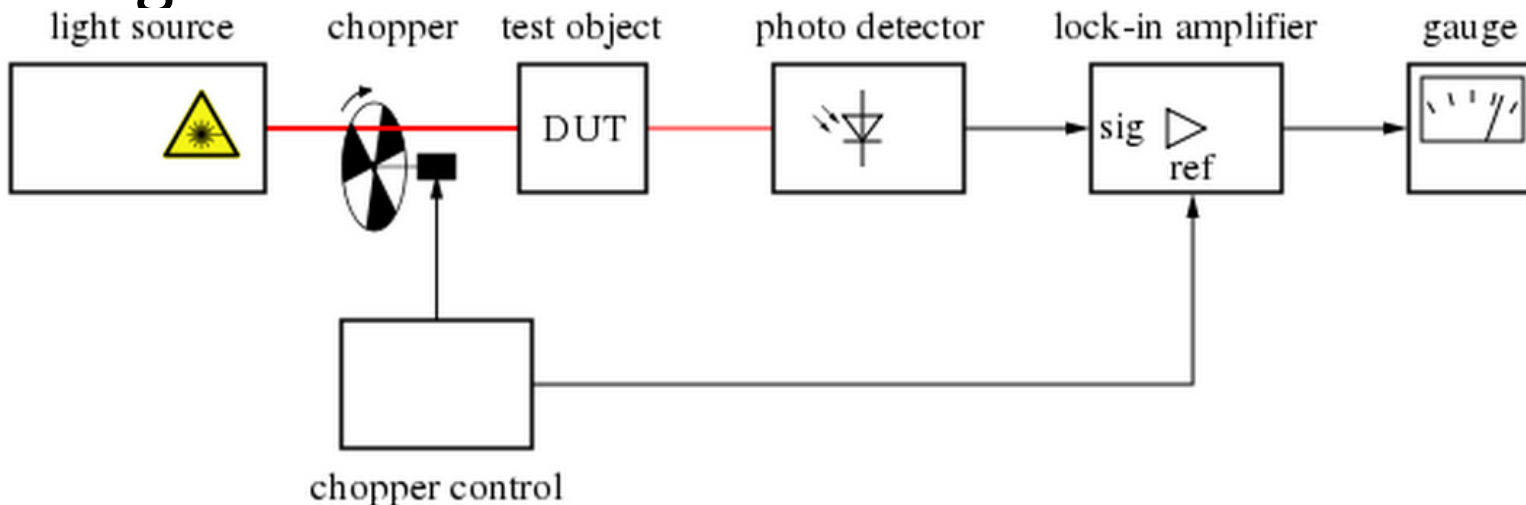 light source
chopper
test object
photo detector
lock-in amplifier
gauge
DUT
sig
ref
chopper control